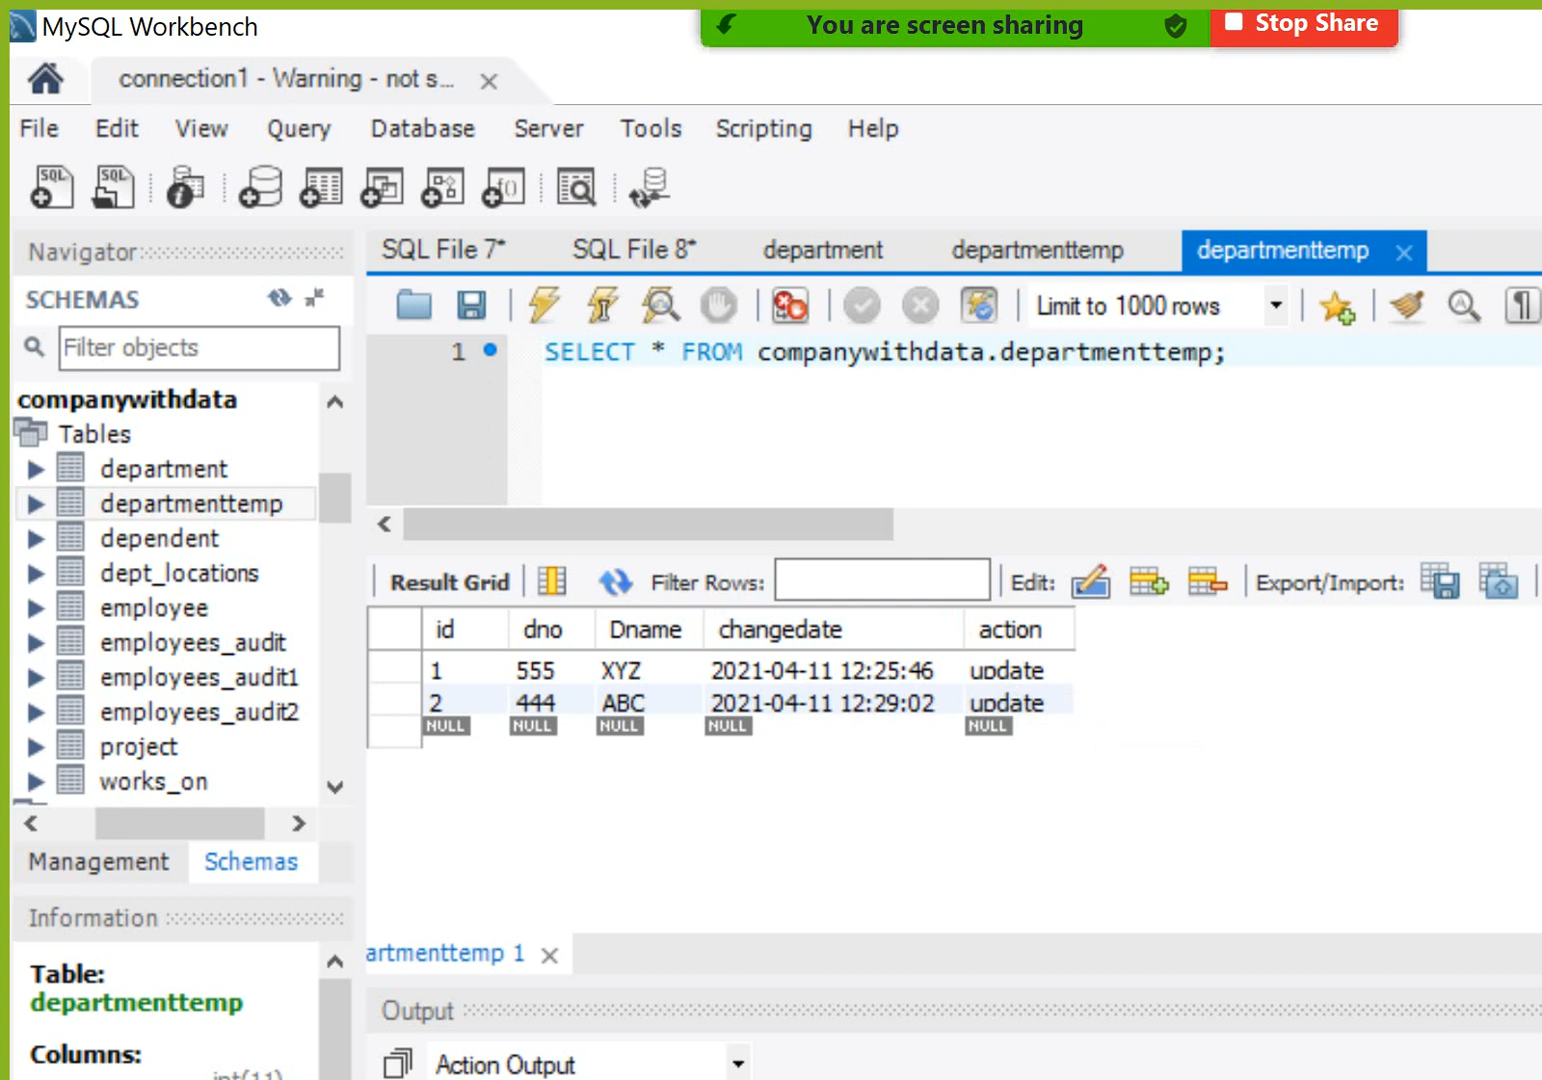 MySQL Workbench
You are screen sharing
Stop Share
connection1 - Warning - not s...
File Edit View Query Database Server Tools Scripting Help
SQL SQL
Navigator
SQL File 7* SQL File 8* department departmenttemp departmenttemp
SCHEMAS
Limit to 1000 rows
Filter objects
1 SELECT * FROM companywithdata.departmenttemp;
companywithdata
Tables
department
departmenttemp
dependent
dept_locations
employee
employees_audit
employees_audit1
employees_audit2
project
works_on
Result Grid Filter Rows: Edit: Export/Import:
id dno Dname changedate action
1 555 XYZ 2021-04-11 12:25:46 update
2 444 ABC 2021-04-11 12:29:02 update
NULL NULL NULL NULL NULL
Management Schemas
Information
Table:
departmenttemp
Columns:
int(11)
artmenttemp 1
Output
Action Output